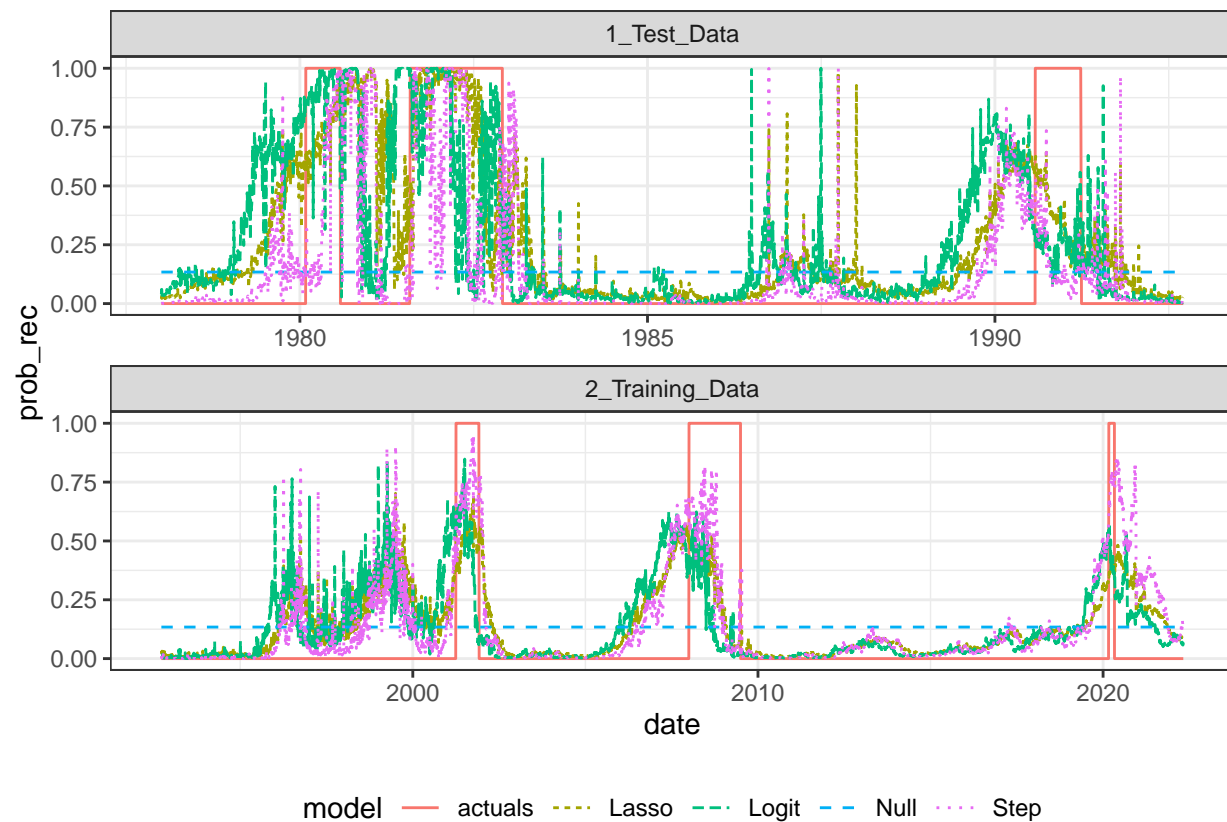 1_Test_Data
1.00
0.75
0.50
0.25
0.00
1980 1985 1990
prob_rec
2_Training_Data
1.00
0.75
0.50
0.25
0.00
2000 2010 2020
date
model actuals Lasso Logit Null Step